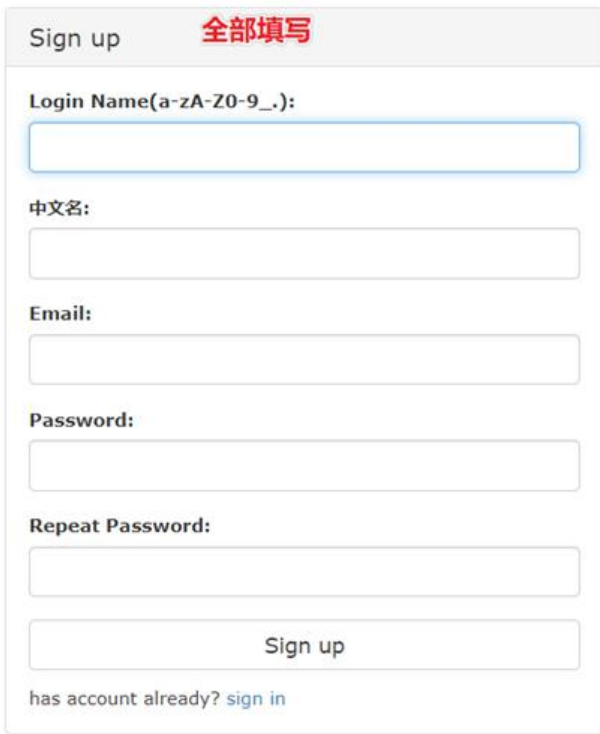 Sign up 全部填写
Login Name(a-zA-Z0-9_.):
中文名:
Email:
Password:
Repeat Password:
Sign up
has account already? sign in